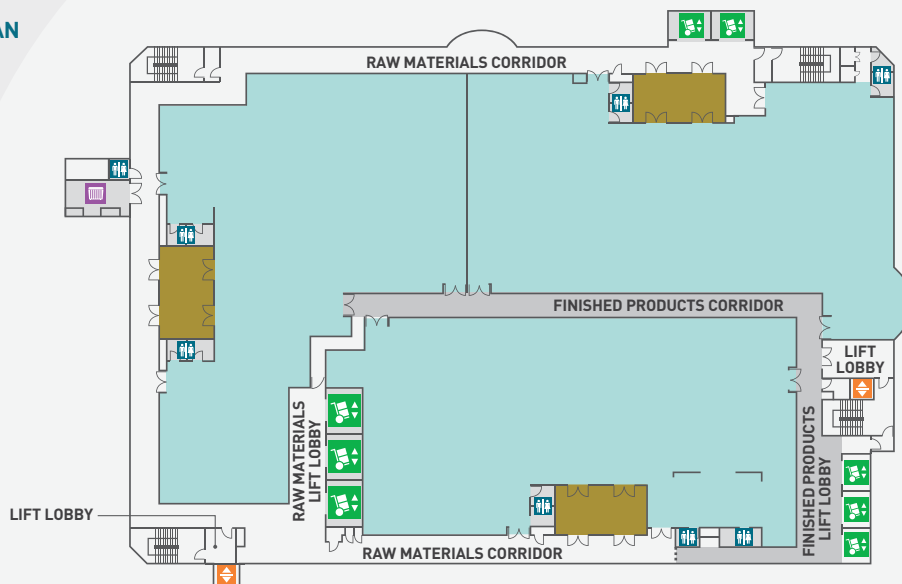 AN
RAW MATERIALS CORRIDOR
FINISHED PRODUCTS CORRIDOR
LIFT
LOBBY
RAW MATERIALS
LIFT LOBBY
FINISHED PRODUCTS
LIFT LOBBY
LIFT LOBBY
RAW MATERIALS CORRIDOR